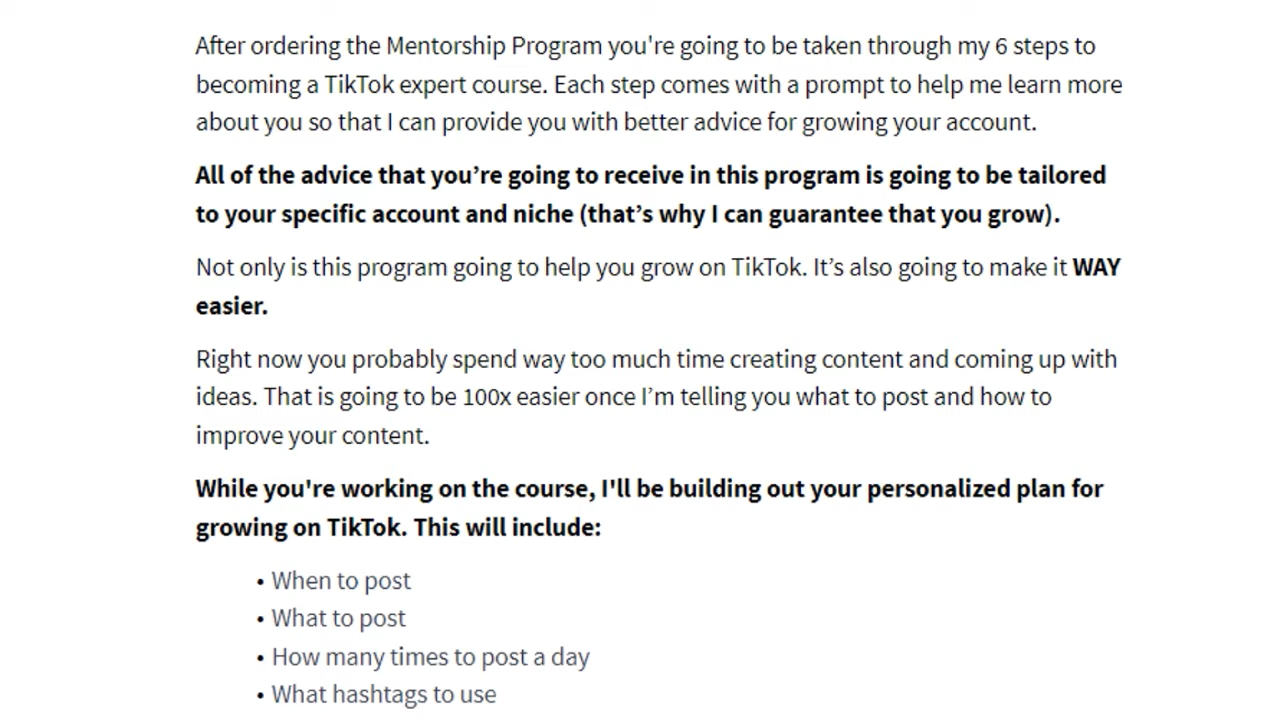 After ordering the Mentorship Program you're going to be taken through my 6 steps to
becoming a TikTok expert course. Each step comes with a prompt to help me learn more
about you so that I can provide you with better advice for growing your account.
All of the advice that you’re going to receive in this program is going to be tailored
to your specific account and niche (that’s why I can guarantee that you grow).
Not only is this program going to help you grow on TikTok. It’s also going to make it WAY
easier.
Right now you probably spend way too much time creating content and coming up with
ideas. That is going to be 100x easier once I’m telling you what to post and how to
improve your content.
While you're working on the course, I'll be building out your personalized plan for
growing on TikTok. This will include:
• When to post
• What to post
• How many times to post a day
• What hashtags to use